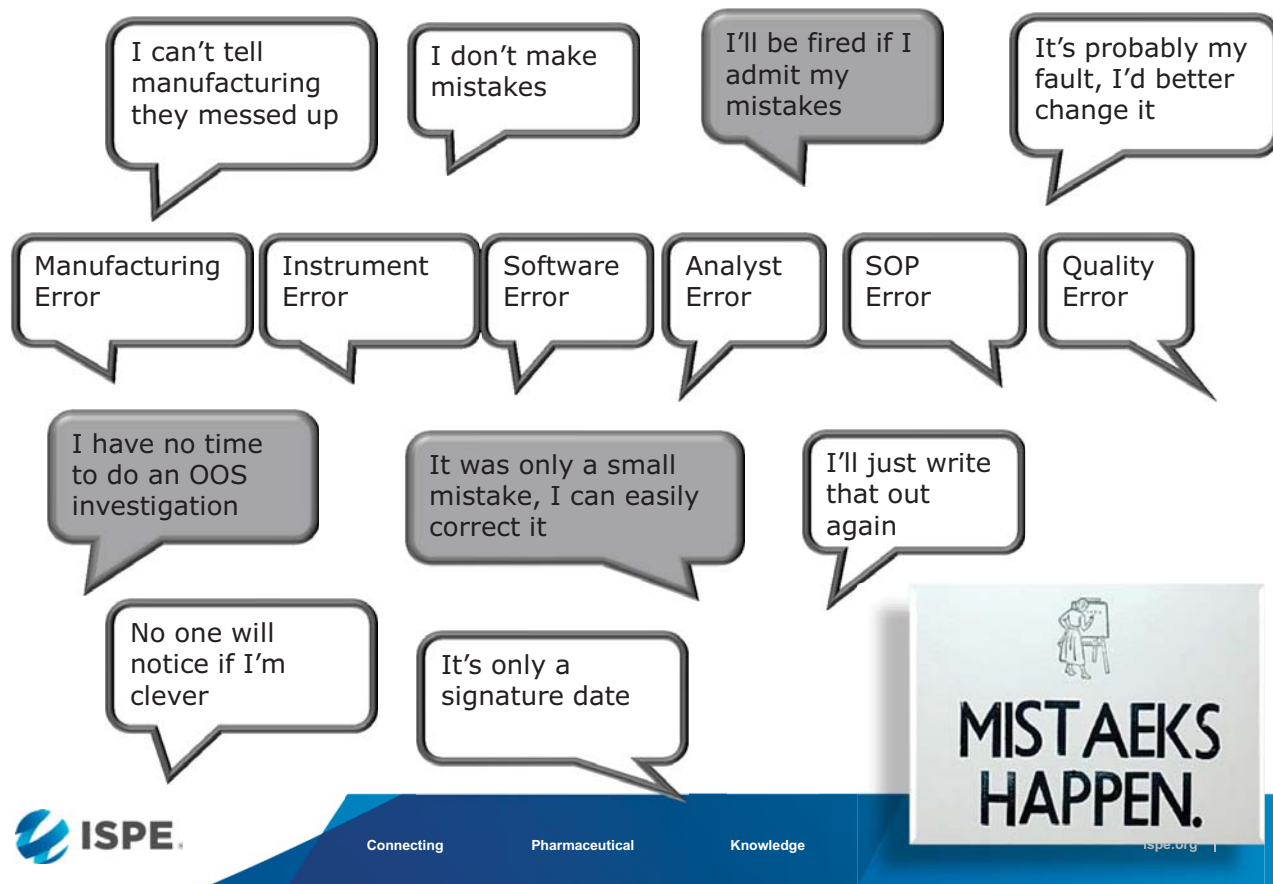 I can’t tell
manufacturing
they messed up
I don’t make
mistakes
I’ll be fired if I
admit my
mistakes
It’s probably my
fault, I’d better
change it
Manufacturing
Error
Instrument
Error
Software
Error
Analyst
Error
SOP
Error
Quality
Error
I have no time
to do an OOS
investigation
It was only a small
mistake, I can easily
correct it
I’ll just write
that out
again
No one will
notice if I’m
clever
It’s only a
signature date
MISTAEKS
HAPPEN.
ISPE.
Connecting Pharmaceutical Knowledge
ispe.org |